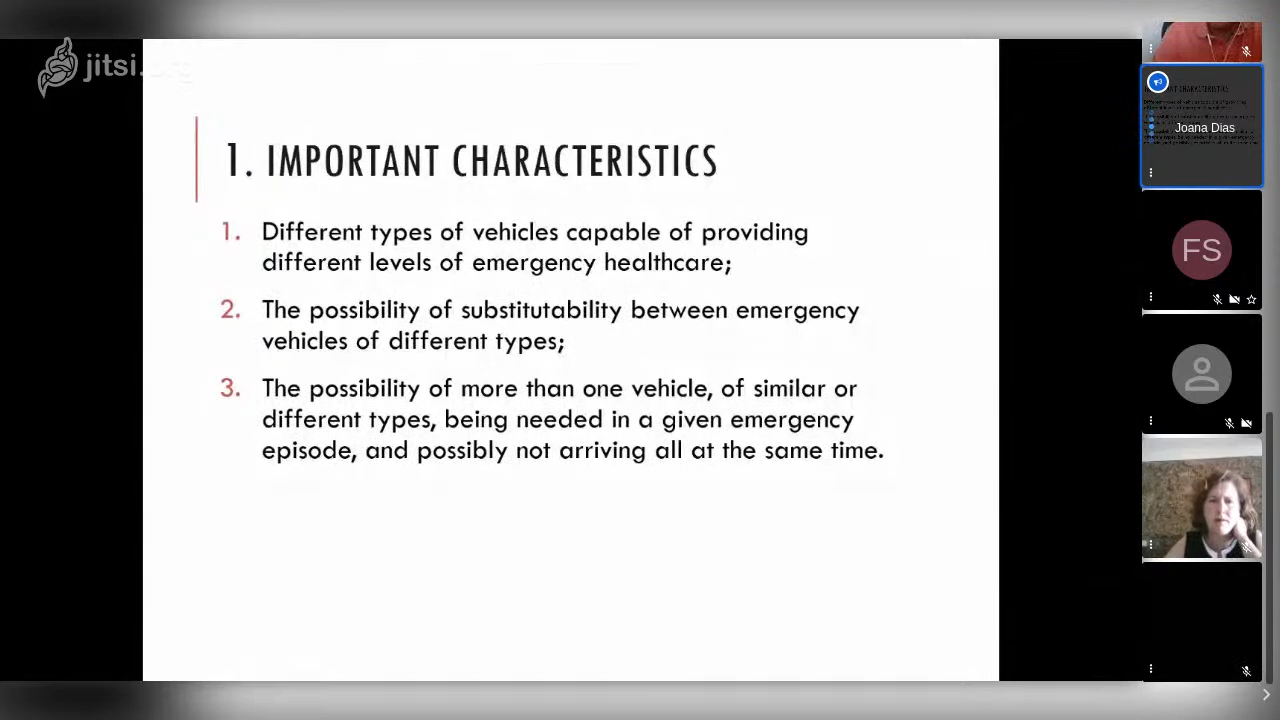 jitsi
1. IMPORTANT CHARACTERISTICS
1. Different types of vehicles capable of providing
different levels of emergency healthcare;
2. The possibility of substitutability between emergency
vehicles of different types;
3. The possibility of more than one vehicle, of similar or
different types, being needed in a given emergency
episode, and possibly not arriving all at the same time.
Joana Dias
FS